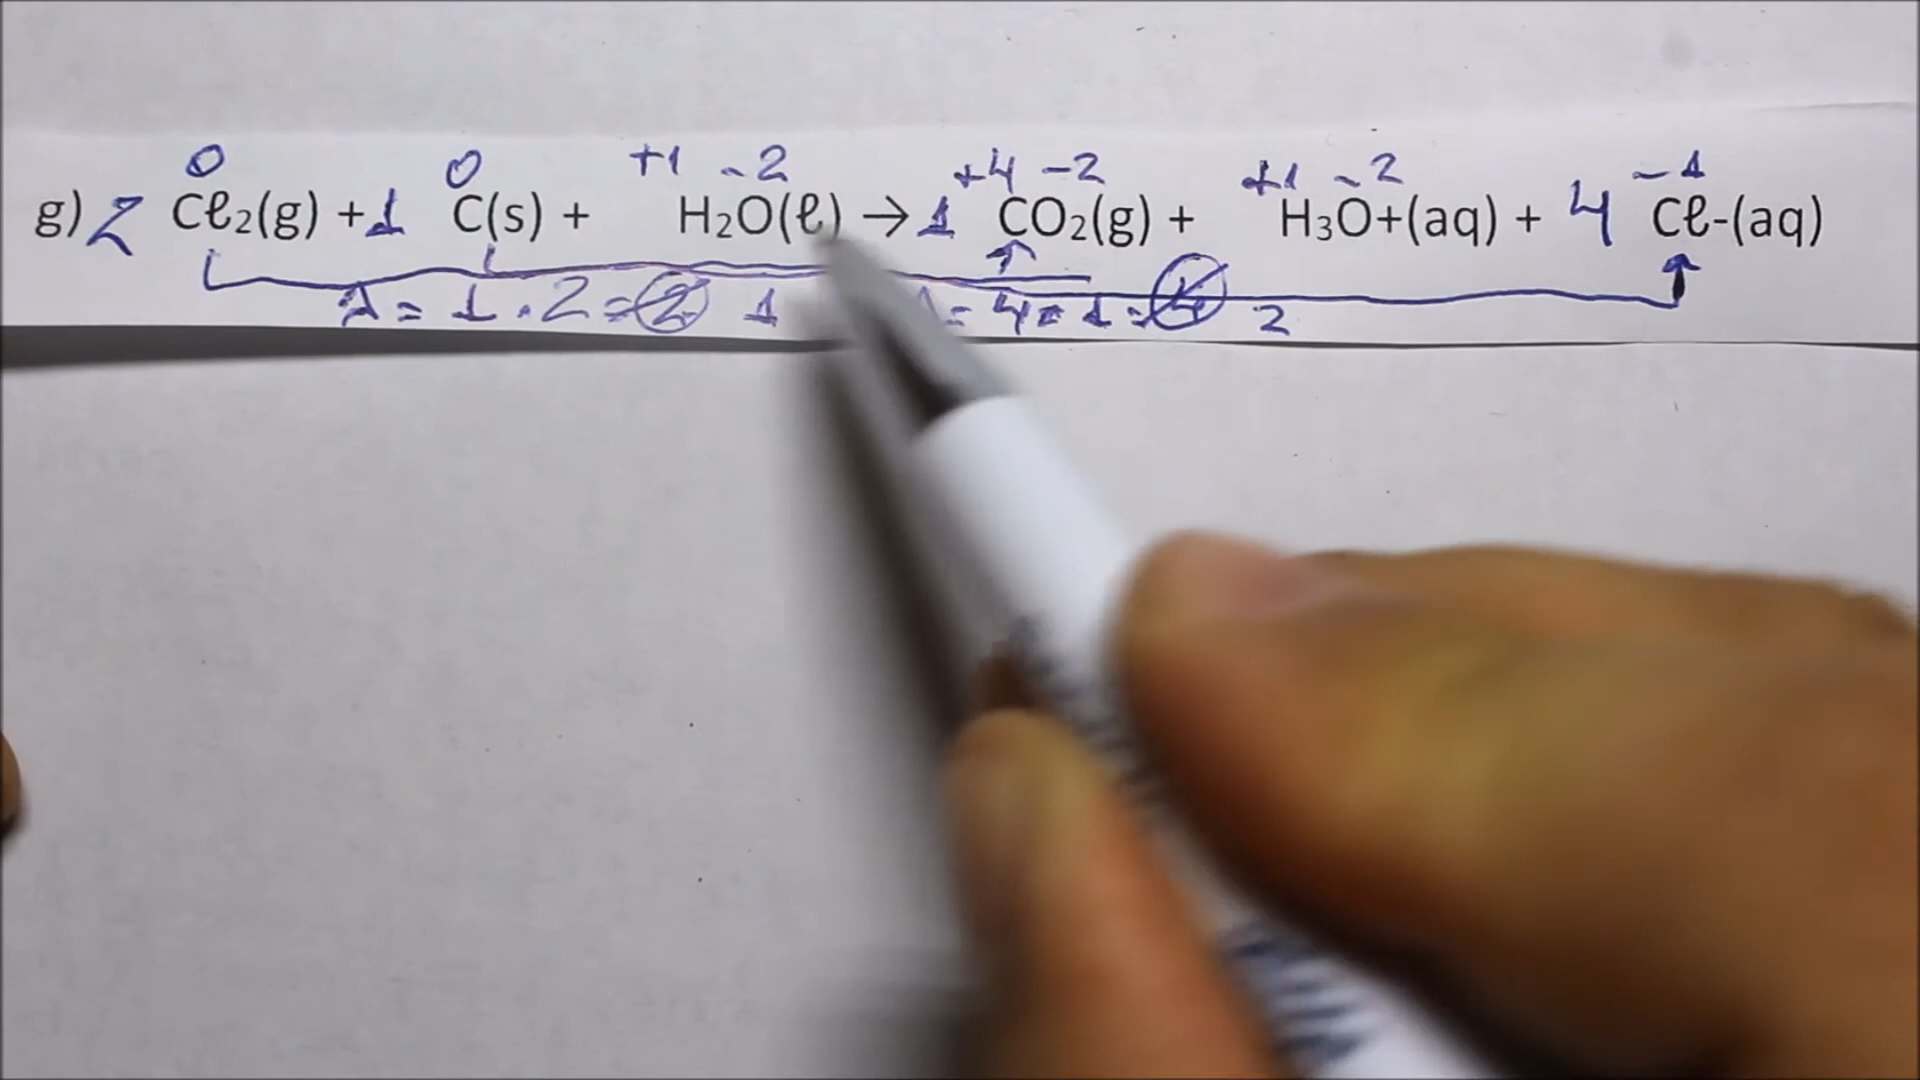 0 0 +1 -2 +4 -2 +1 -2 -1
g) 2 Cℓ2(g) + 1 C(s) + H2O(ℓ) → 1 CO2(g) + H3O+(aq) + 4 Cℓ-(aq)
Δ = 1 . 2 = 2 1 Δ = 4 . 1 = 4 2